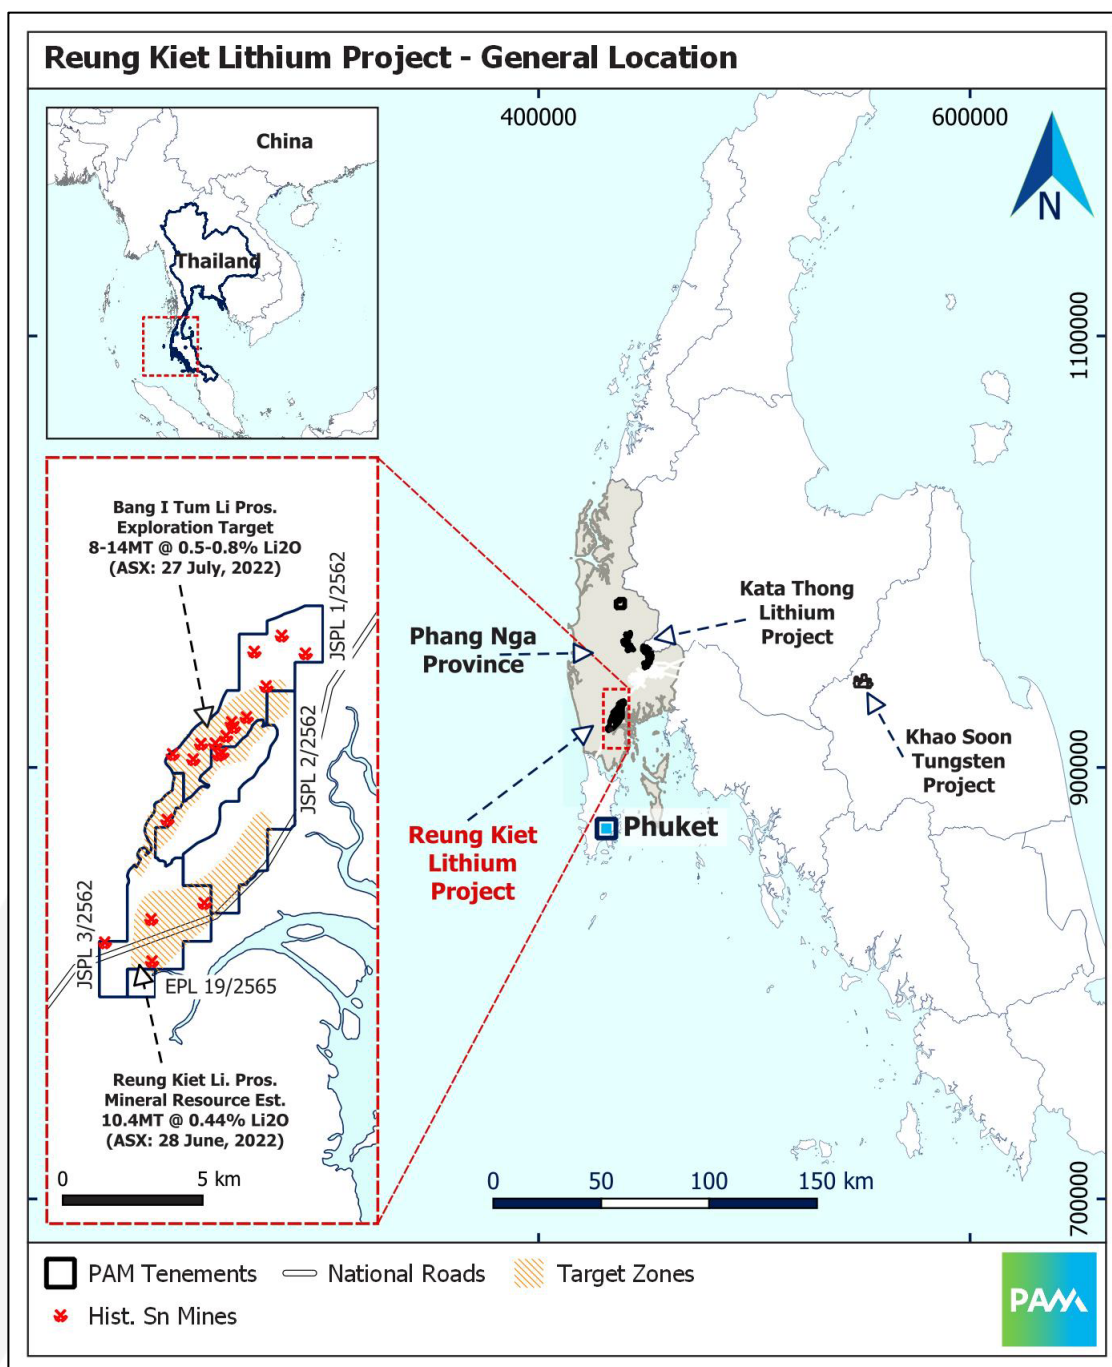 Reung Kiet Lithium Project - General Location
400000
600000
China
Thailand
N
1100000
Bang I Tum Li Pros.
Exploration Target
8-14MT @ 0.5-0.8% Li2O
(ASX: 27 July, 2022)
JSPL 1/2562
JSPL 2/2562
JSPL 3/2562
EPL 19/2565
Reung Kiet Li. Pros.
Mineral Resource Est.
10.4MT @ 0.44% Li2O
(ASX: 28 June, 2022)
0
5 km
Kata Thong
Lithium
Project
Phang Nga
Province
Khao Soon
Tungsten
Project
900000
Reung Kiet
Lithium
Project
Phuket
0
50
100
150 km
700000
PAM Tenements
National Roads
Target Zones
Hist. Sn Mines
PAM